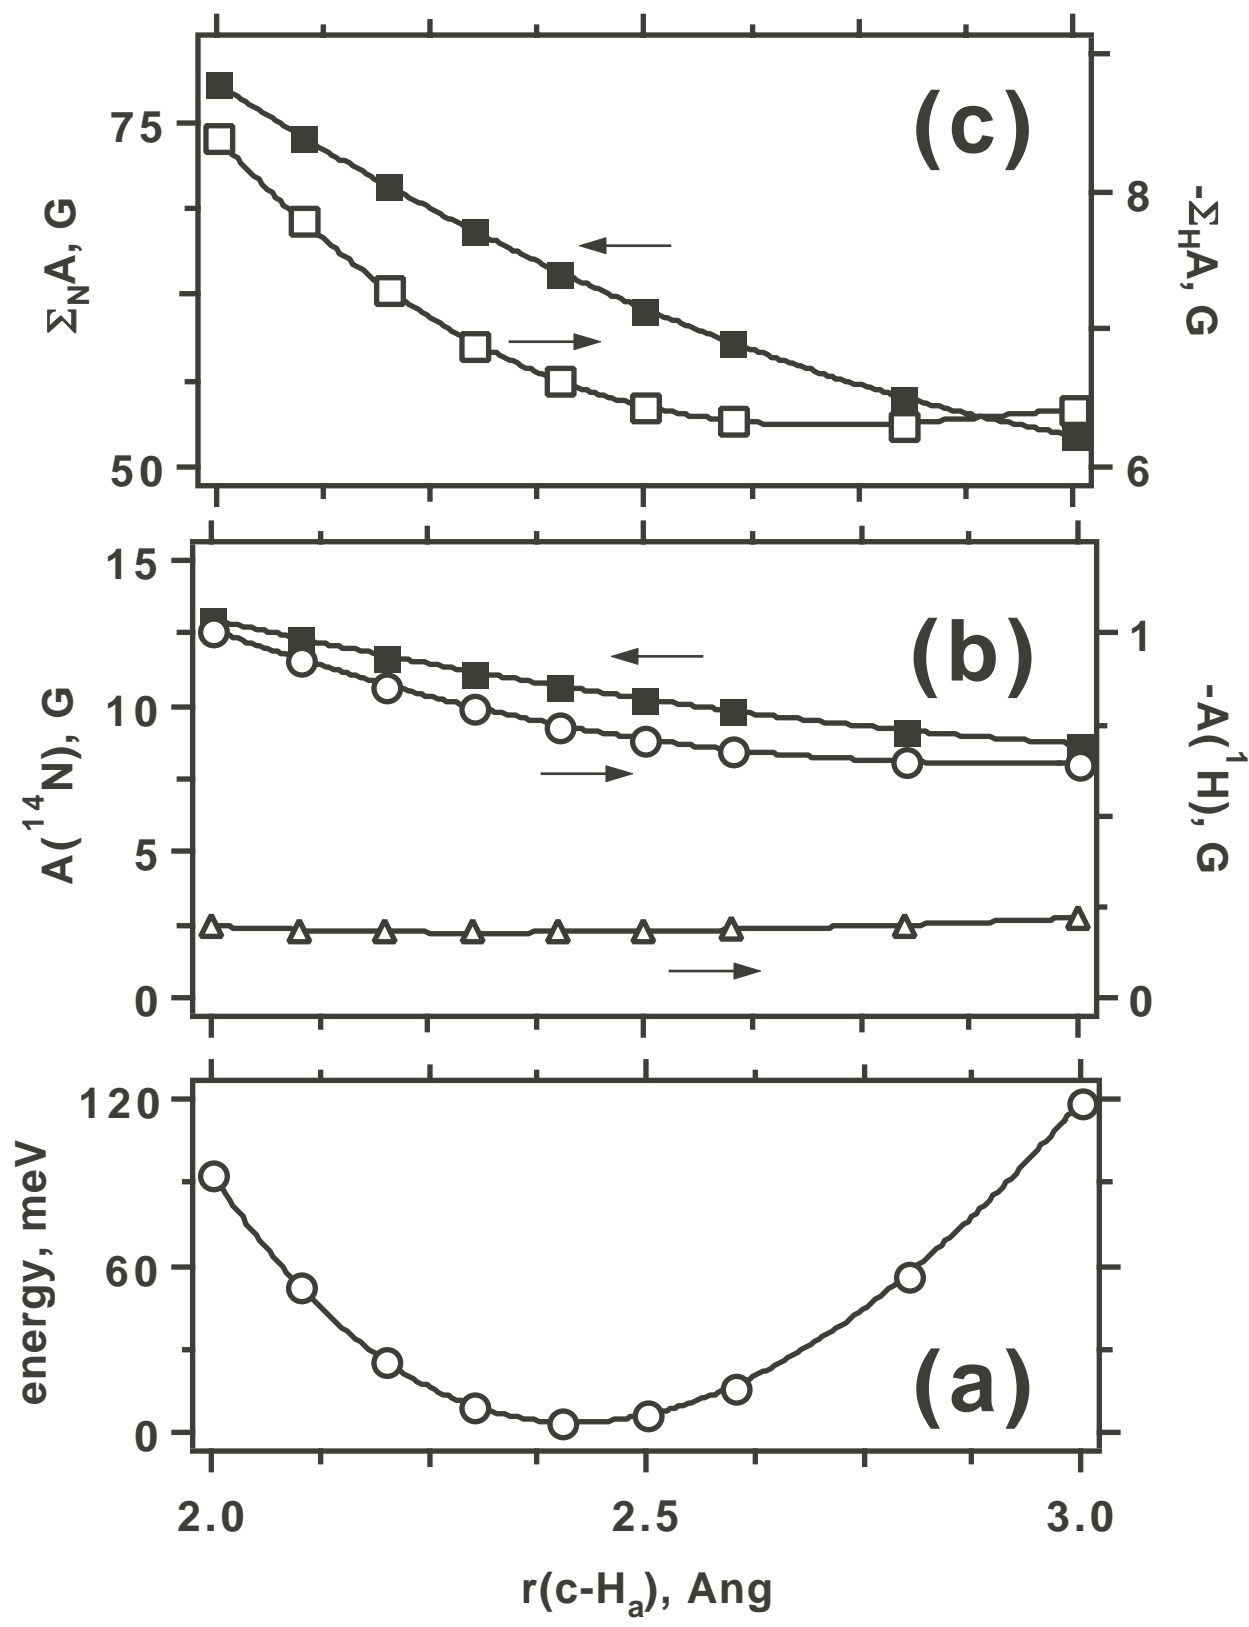 (c)
75
50
8
6
ΣNA, G
-ΣHA, G
(b)
15
10
5
0
1
0
A(14N), G
-A(1H), G
(a)
120
60
0
energy, meV
2.0 2.5 3.0
r(c-Ha), Ang